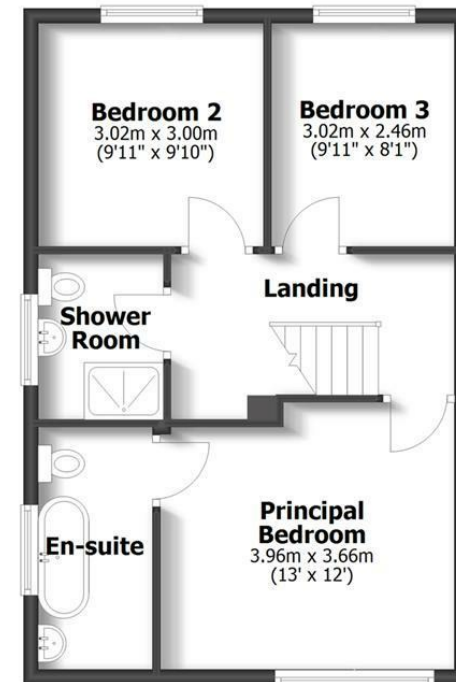 Bedroom 2
3.02m x 3.00m
(9'11" x 9'10")
Bedroom 3
3.02m x 2.46m
(9'11" x 8'1")
Landing
Shower
Room
En-suite
Principal
Bedroom
3.96m x 3.66m
(13' x 12')